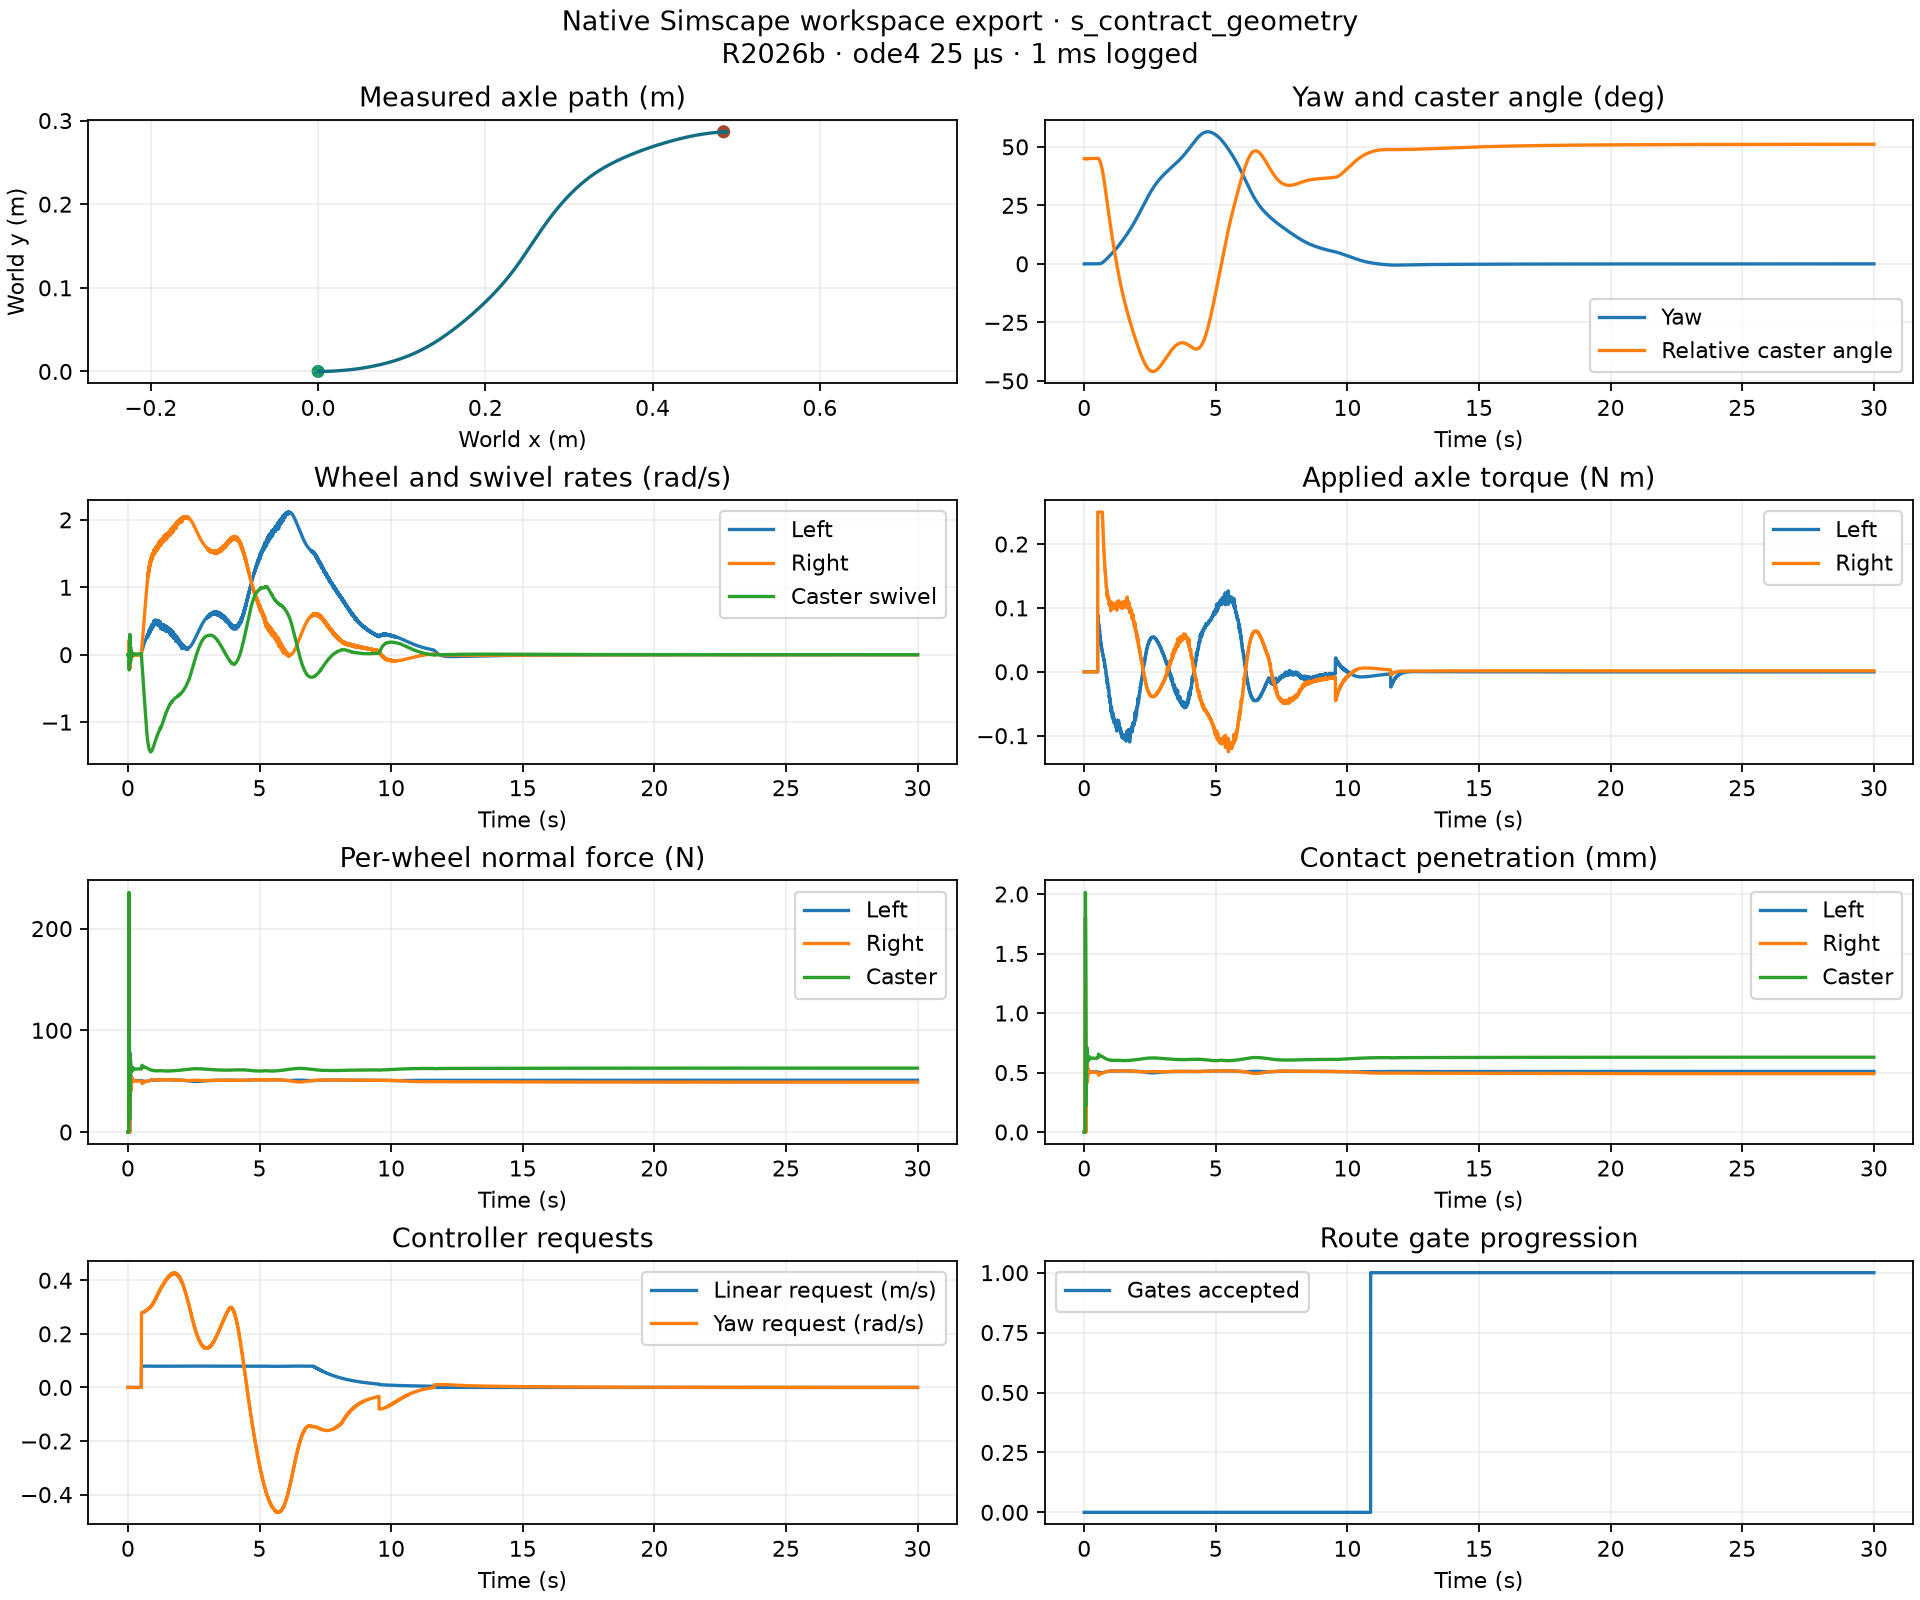 Native Simscape workspace export · s_contract_geometry
R2026b · ode4 25 µs · 1 ms logged
Measured axle path (m)
0.3
0.2
0.1
0.0
World y (m)
−0.2
0.0
0.2
0.4
0.6
World x (m)
Yaw and caster angle (deg)
50
25
0
−25
−50
Yaw
Relative caster angle
0
5
10
15
20
25
30
Time (s)
Wheel and swivel rates (rad/s)
2
1
0
−1
Left
Right
Caster swivel
0
5
10
15
20
25
30
Time (s)
Applied axle torque (N m)
0.2
0.1
0.0
−0.1
Left
Right
0
5
10
15
20
25
30
Time (s)
Per-wheel normal force (N)
200
100
0
Left
Right
Caster
0
5
10
15
20
25
30
Time (s)
Contact penetration (mm)
2.0
1.5
1.0
0.5
0.0
Left
Right
Caster
0
5
10
15
20
25
30
Time (s)
Controller requests
0.4
0.2
0.0
−0.2
−0.4
Linear request (m/s)
Yaw request (rad/s)
0
5
10
15
20
25
30
Time (s)
Route gate progression
1.00
0.75
0.50
0.25
0.00
Gates accepted
0
5
10
15
20
25
30
Time (s)